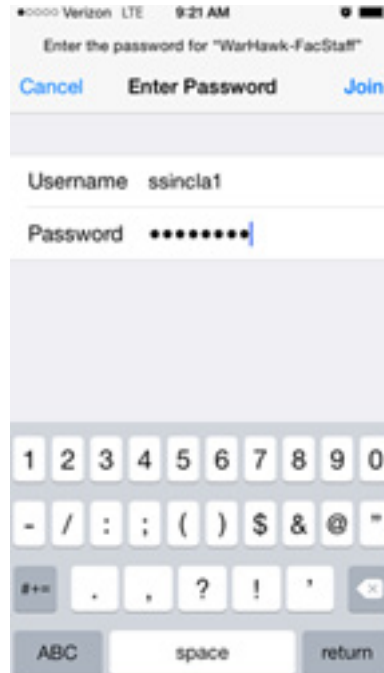 Verizon LTE 9:21 AM
Enter the password for "WarHawk-FacStaff"
Cancel Enter Password Join
Username ssincla1
Password ••••••••
1 2 3 4 5 6 7 8 9 0
- / : ; ( ) $ & @ "
#+= . , ? ! '
ABC space return